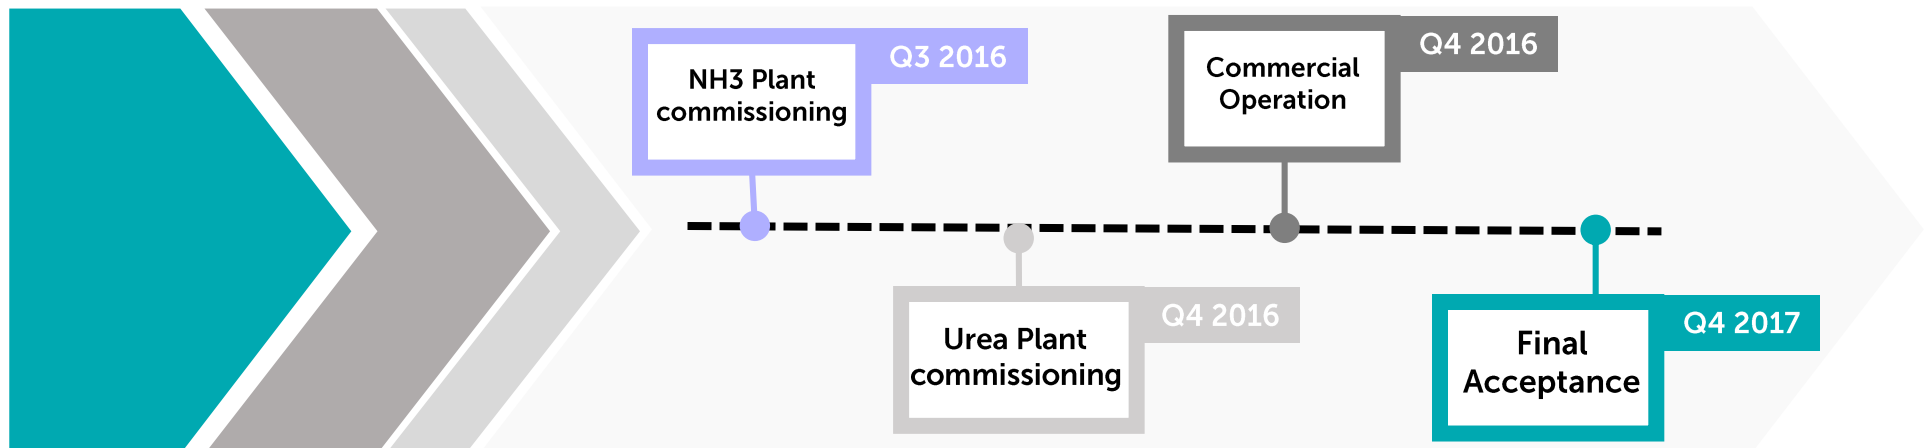 NH3 Plant
commissioning
Q3 2016
Urea Plant
commissioning
Q4 2016
Commercial
Operation
Q4 2016
Final
Acceptance
Q4 2017